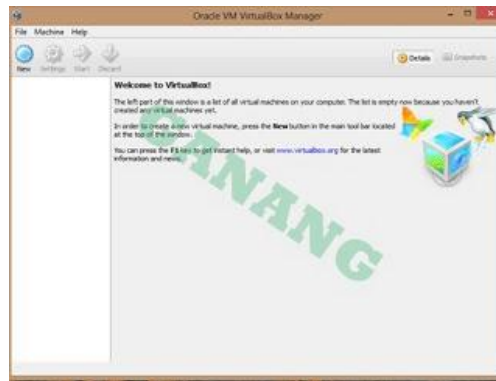 Oracle VM VirtualBox Manager
File Machine Help
New Settings Start Discard
Details Snapshots
Welcome to VirtualBox!
The left part of this window is a list of all virtual machines on your computer. The list is empty now because you haven't
created any virtual machines yet.
In order to create a new virtual machine, press the New button in the main tool bar located
at the top of the window.
You can press the F1 key to get instant help, or visit www.virtualbox.org for the latest
information and news.